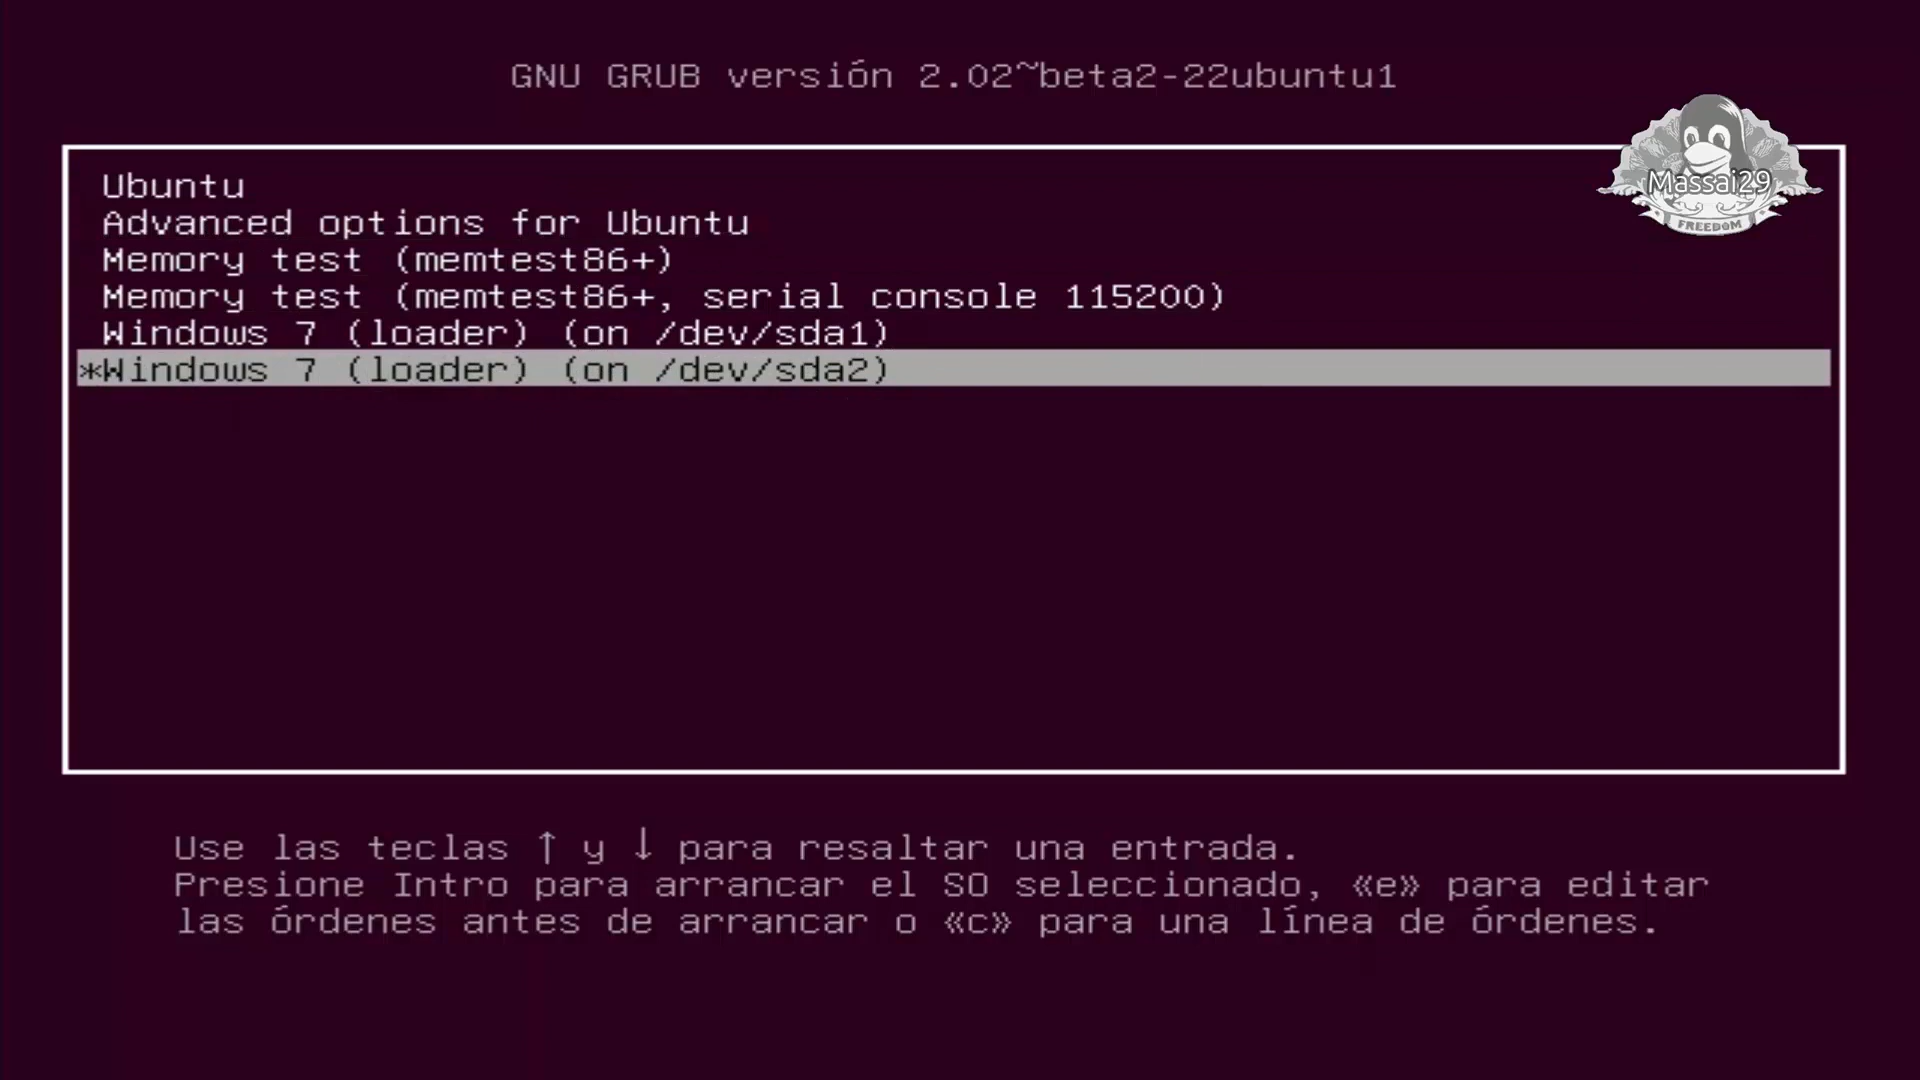 GNU GRUB versión 2.02~beta2-22ubuntu1
Massai29
FREEDOM
Ubuntu
Advanced options for Ubuntu
Memory test (memtest86+)
Memory test (memtest86+, serial console 115200)
Windows 7 (loader) (on /dev/sda1)
*Windows 7 (loader) (on /dev/sda2)
Use las teclas ↑ y ↓ para resaltar una entrada.
Presione Intro para arrancar el SO seleccionado, «e» para editar
las órdenes antes de arrancar o «c» para una línea de órdenes.